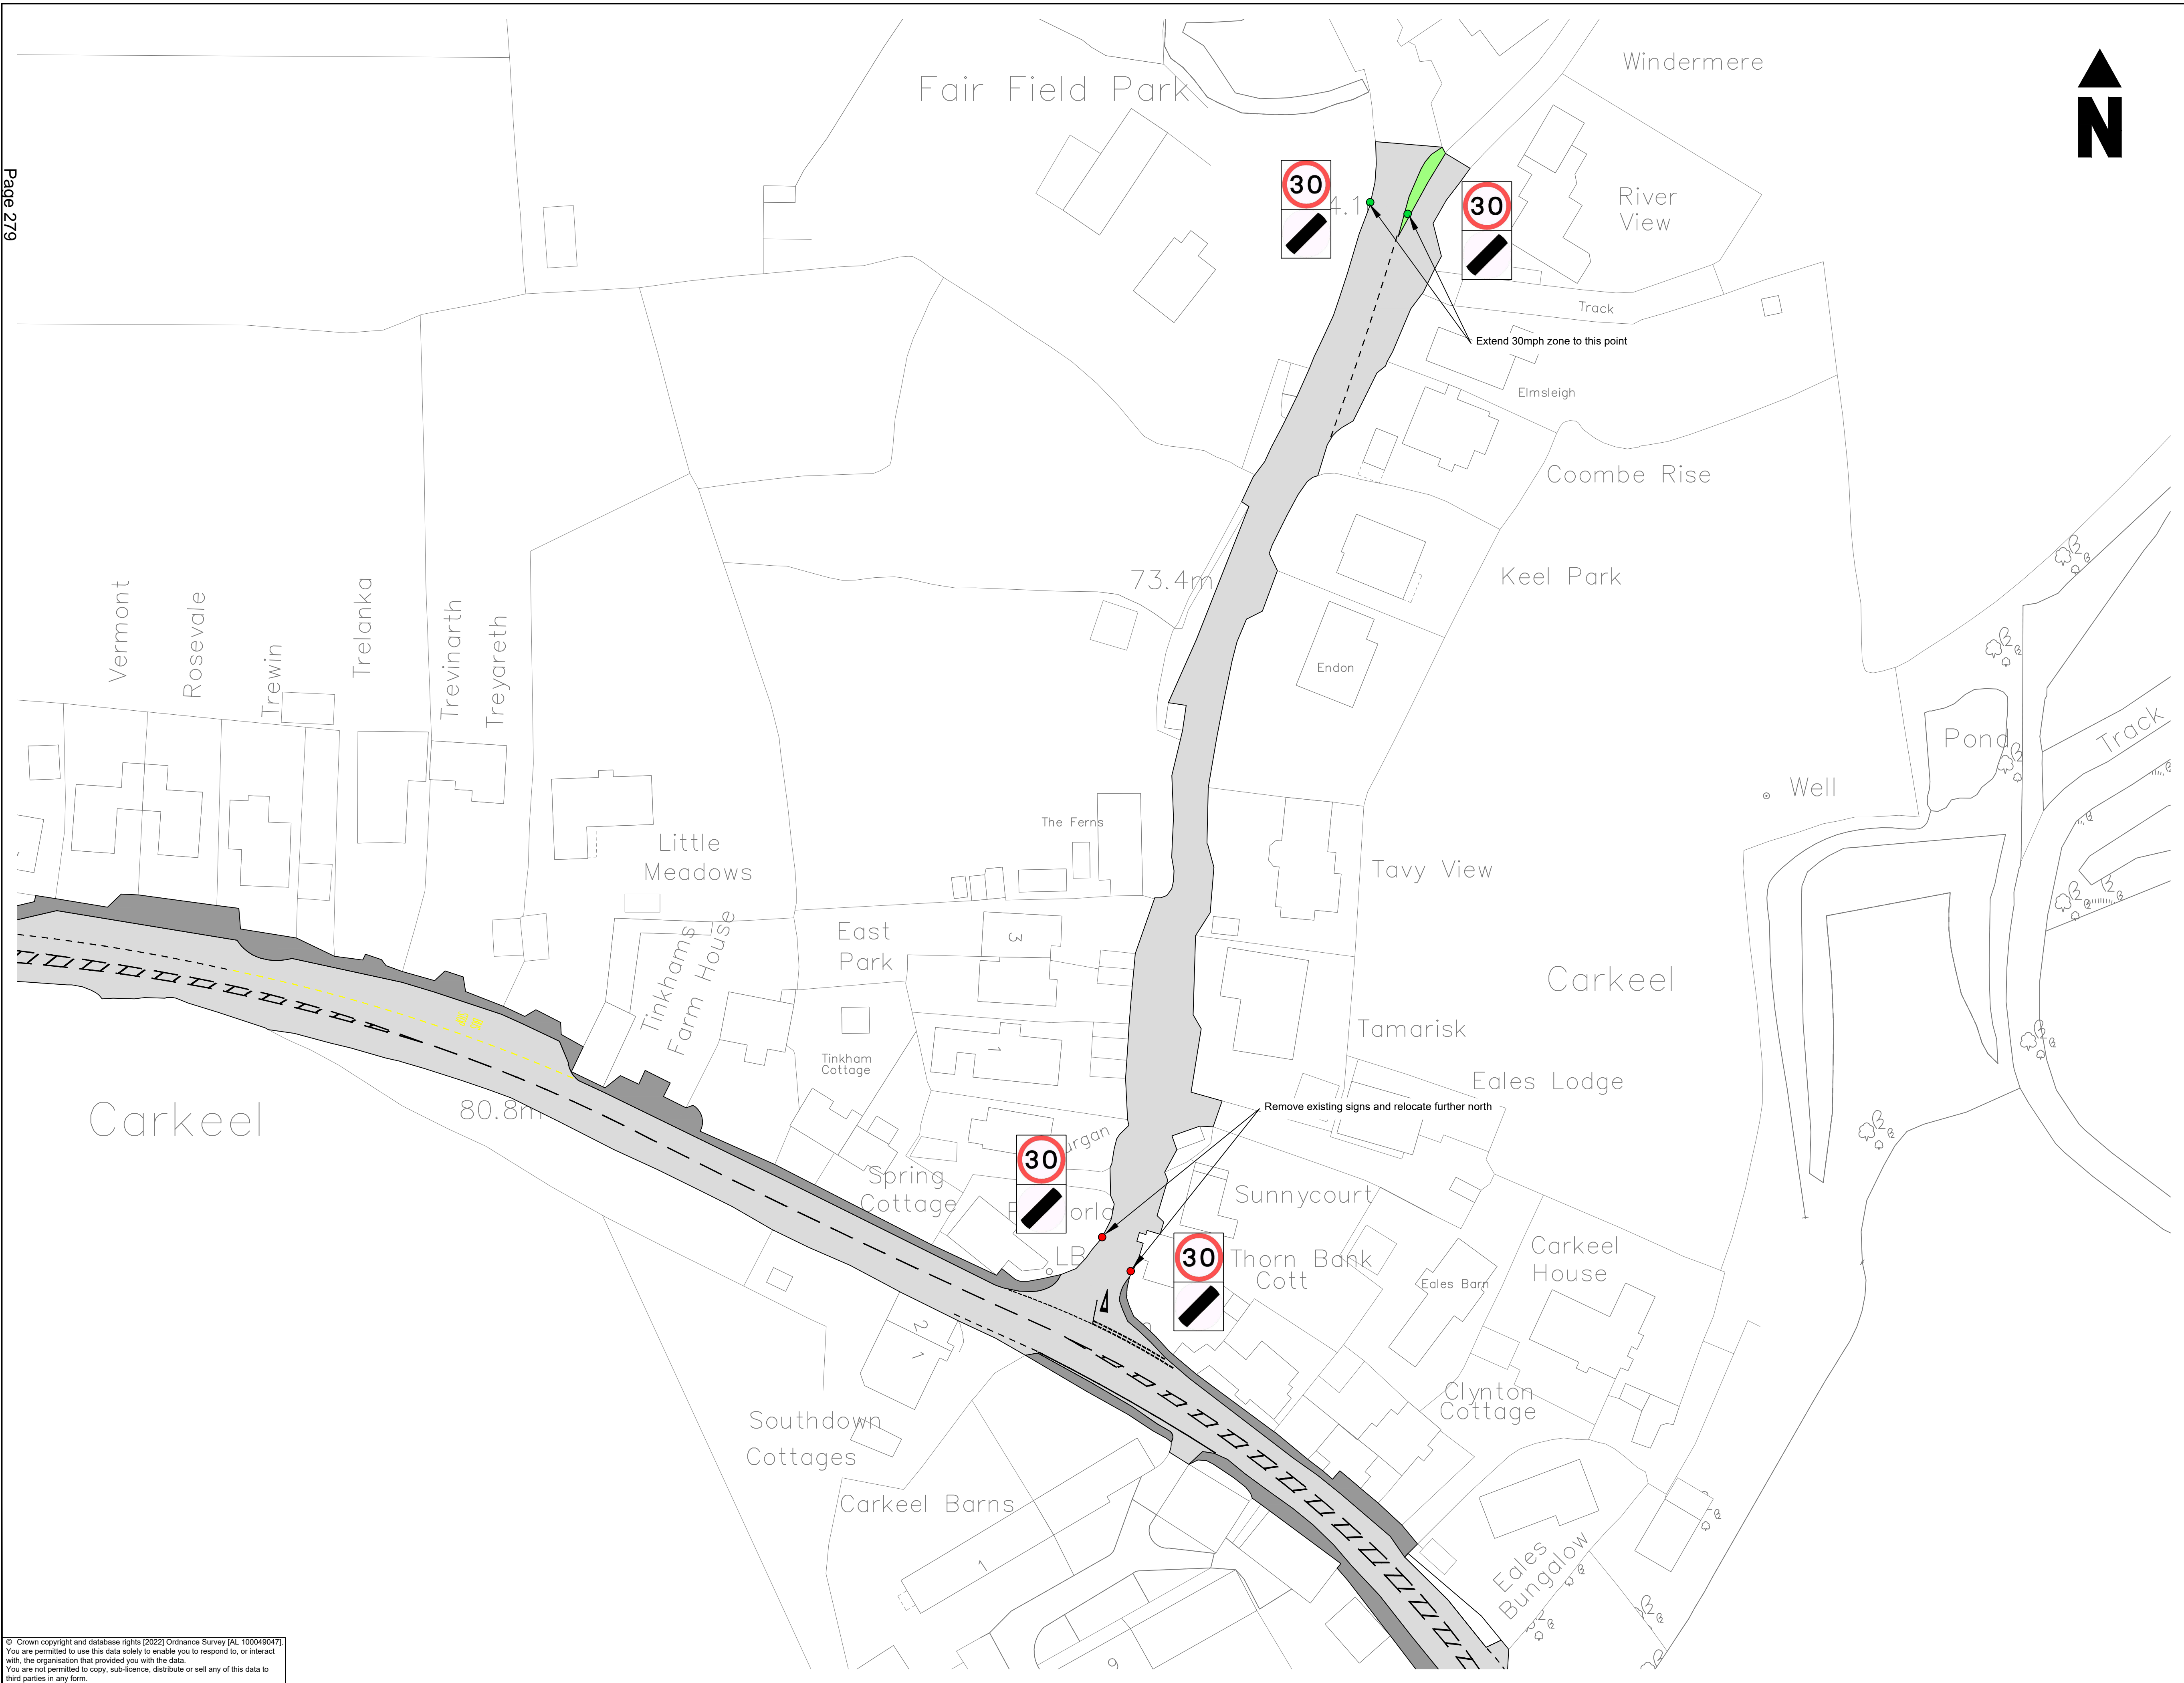 Page 279
N
Fair Field Park
Windermere
30
30
River
View
Track
Extend 30mph zone to this point
Elmsleigh
Coombe Rise
73.4m
Keel Park
Endon
Vermont
Rosevale
Trewin
Trelanka
Trevinarth
Treyareth
Pond
Track
Well
The Ferns
Little
Meadows
Tavy View
East
Park
3
Tinkhams
Farm House
Carkeel
Tamarisk
1
Tinkham
Cottage
Eales Lodge
Carkeel
80.8m
Remove existing signs and relocate further north
30
Spring
Cottage
Sunnycourt
LB
30
Thorn Bank
Cott
Carkeel
House
Eales Barn
2
1
Clynton
Cottage
Southdown
Cottages
Carkeel Barns
1
Eales
Bungalow
9
© Crown copyright and database rights [2022] Ordnance Survey [AL 100049047].
You are permitted to use this data solely to enable you to respond to, or interact
with, the organisation that provided you with the data.
You are not permitted to copy, sub-licence, distribute or sell any of this data to
third parties in any form.